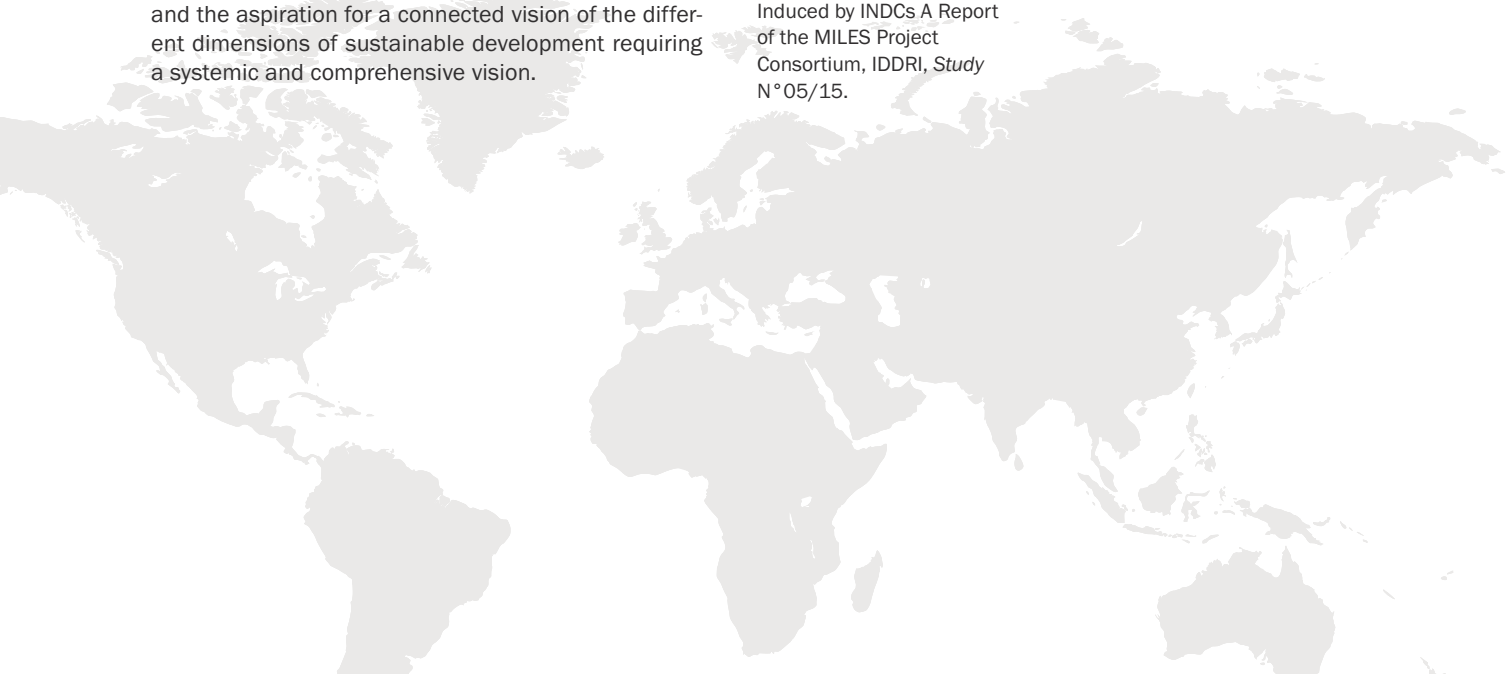 and the aspiration for a connected vision of the differ-
ent dimensions of sustainable development requiring
a systemic and comprehensive vision.
Induced by INDCs A Report
of the MILES Project
Consortium, IDDRI, Study
N°05/15.